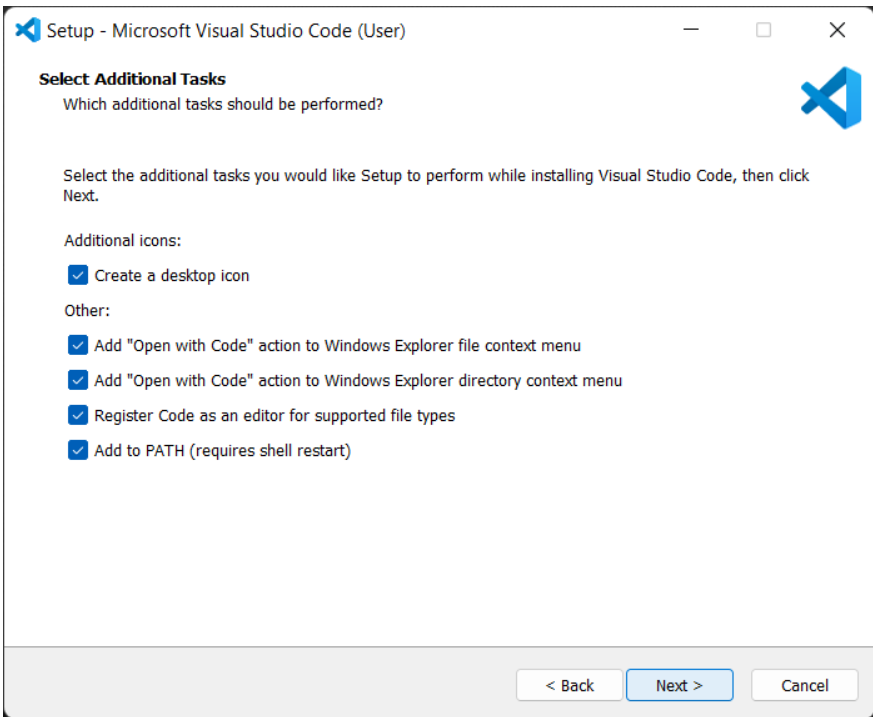 Setup - Microsoft Visual Studio Code (User)
Select Additional Tasks
Which additional tasks should be performed?
Select the additional tasks you would like Setup to perform while installing Visual Studio Code, then click
Next.
Additional icons:
Create a desktop icon
Other:
Add "Open with Code" action to Windows Explorer file context menu
Add "Open with Code" action to Windows Explorer directory context menu
Register Code as an editor for supported file types
Add to PATH (requires shell restart)
< Back
Next >
Cancel